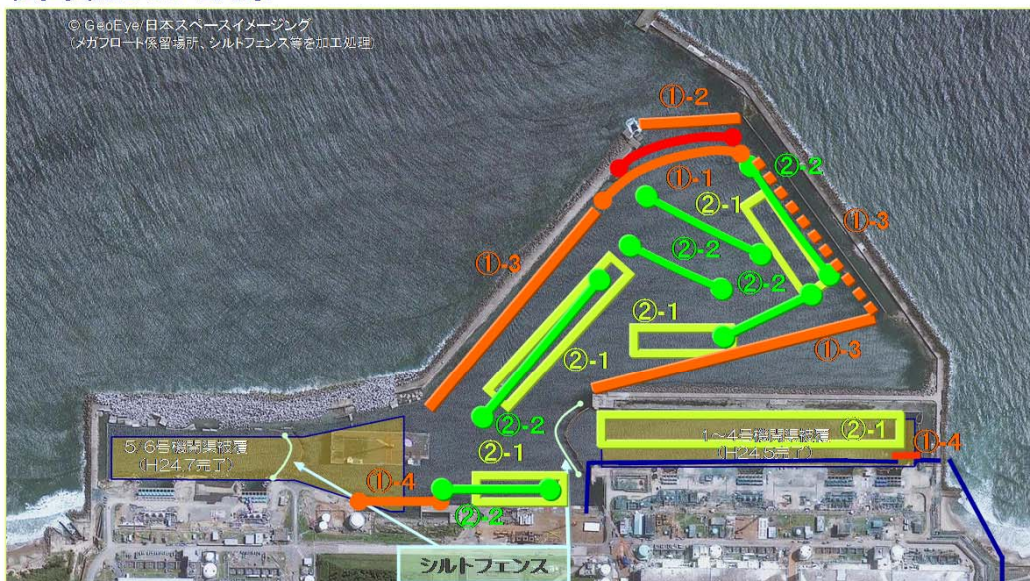 © GeoEye/日本スペースイメージング
(メガフロート係留場所、シルトフェンス等を加工処理)
①-2
②-2
①-1
②-1
①-3
②-2
①-3
②-2
②-1
①-3
②-1
②-2
5/6号機開渠被覆
(H24.7完了)
②-1
1～4号機開渠被覆
(H24.5完了)
②-1
①-4
①-4
②-2
シルトフェンス